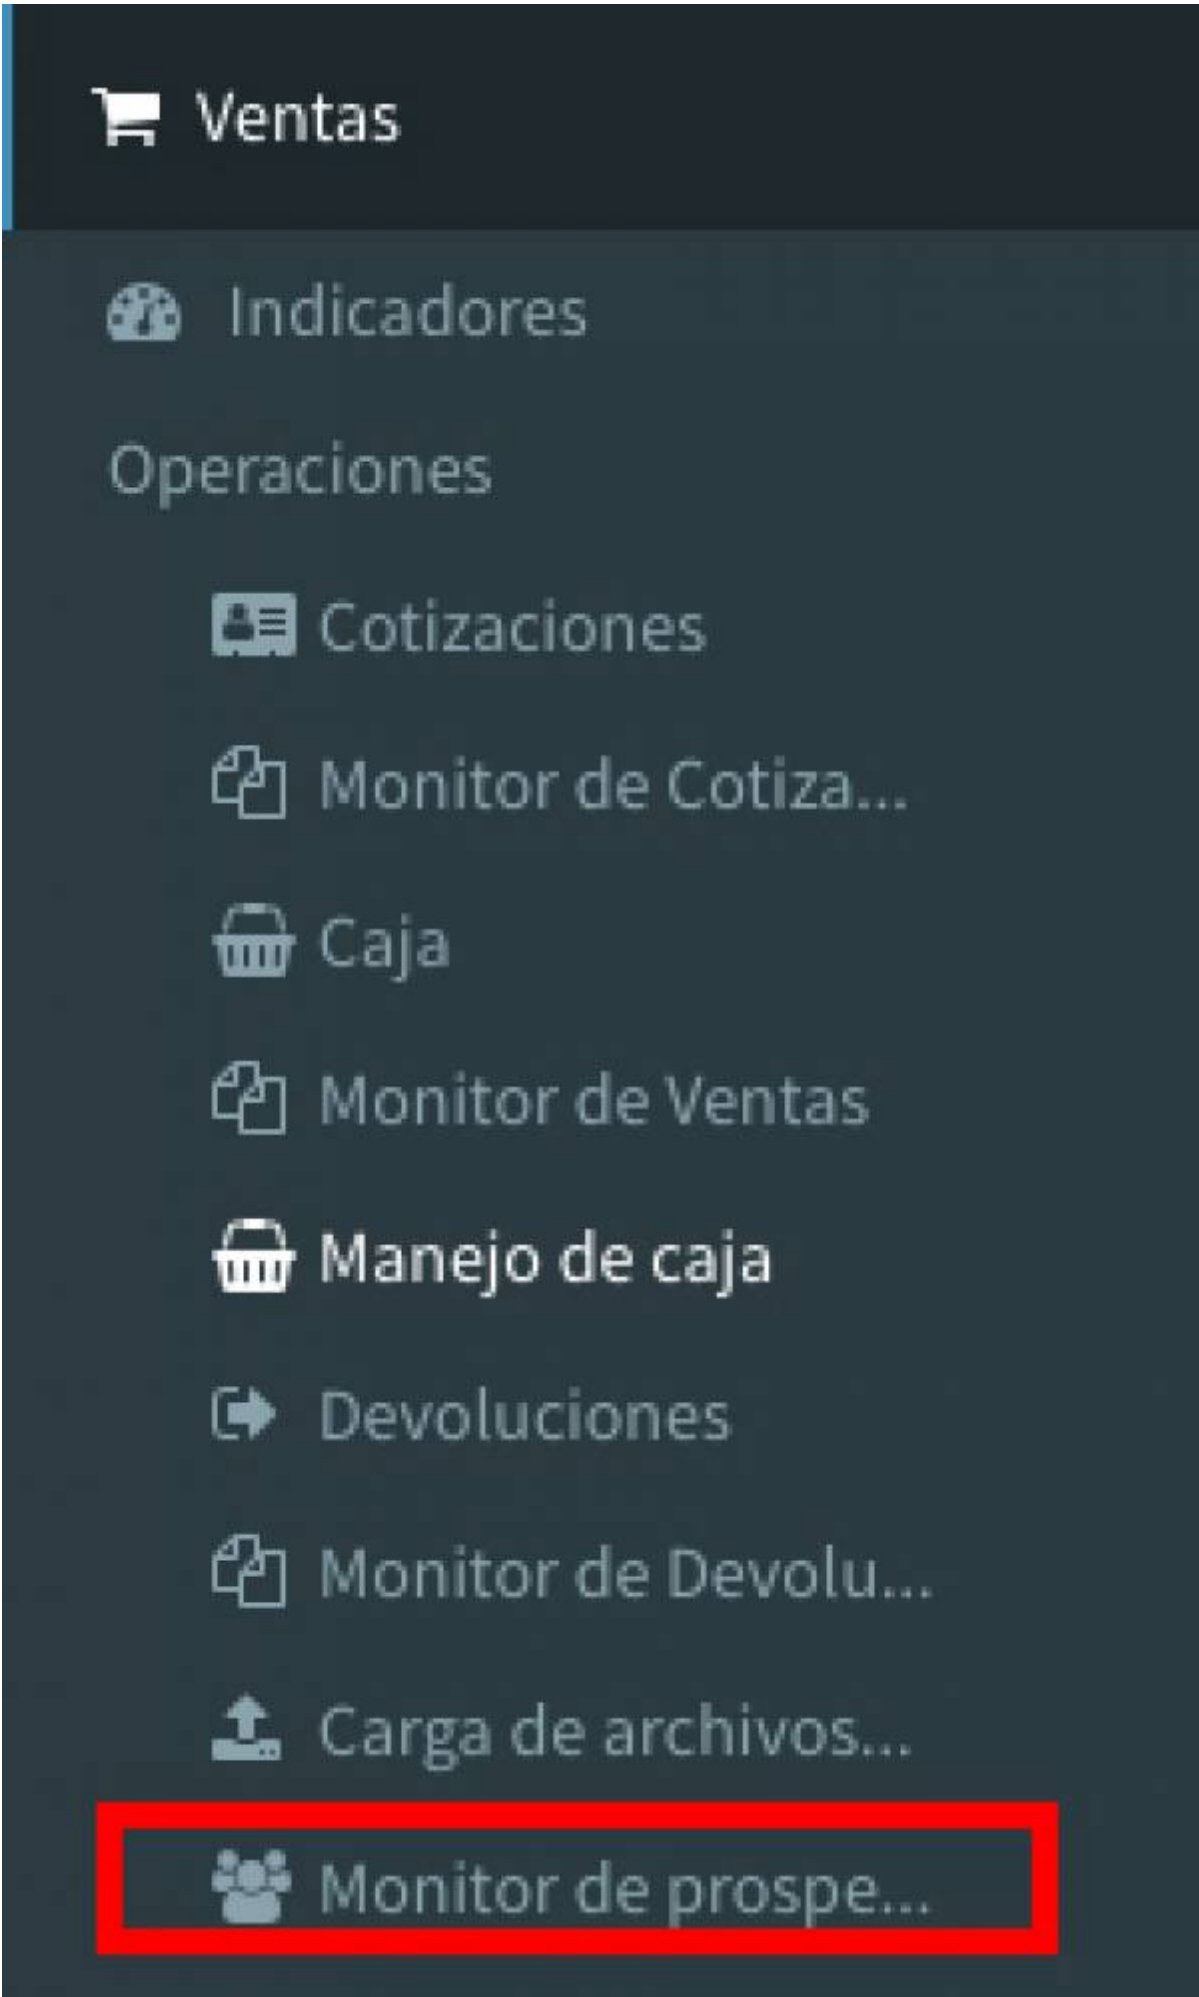 Ventas
Indicadores
Operaciones
Cotizaciones
Monitor de Cotiza...
Caja
Monitor de Ventas
Manejo de caja
Devoluciones
Monitor de Devolu...
Carga de archivos...
Monitor de prospe...